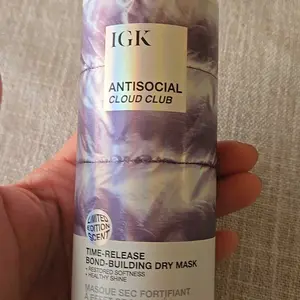 IGK
ANTISOCIAL
CLOUD CLUB
LIMITED
EDITION
SCENT
TIME-RELEASE
BOND-BUILDING DRY MASK
+ RESTORED SOFTNESS
+ HEALTHY SHINE
MASQUE SEC FORTIFIANT